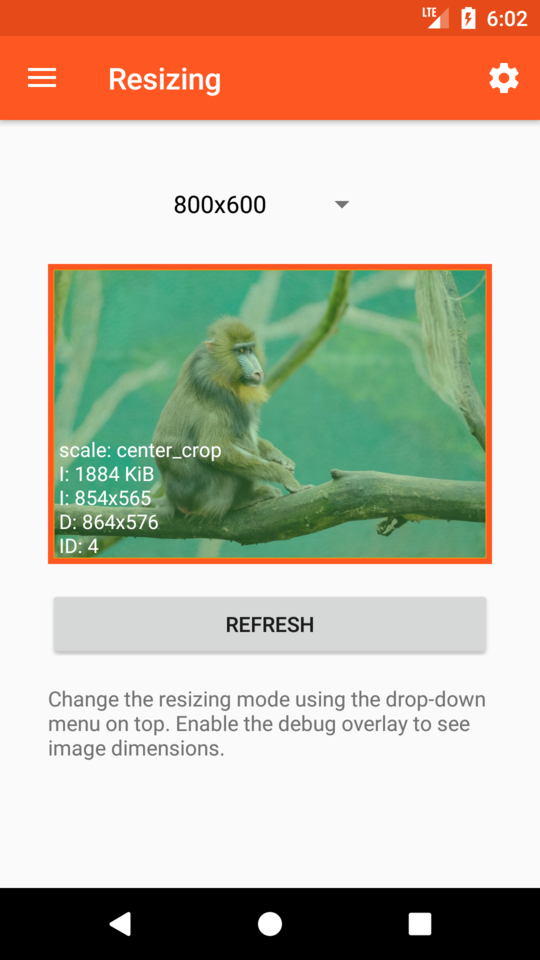 LTE 6:02
Resizing
800x600
scale: center_crop
I: 1884 KiB
I: 854x565
D: 864x576
ID: 4
REFRESH
Change the resizing mode using the drop-down
menu on top. Enable the debug overlay to see
image dimensions.